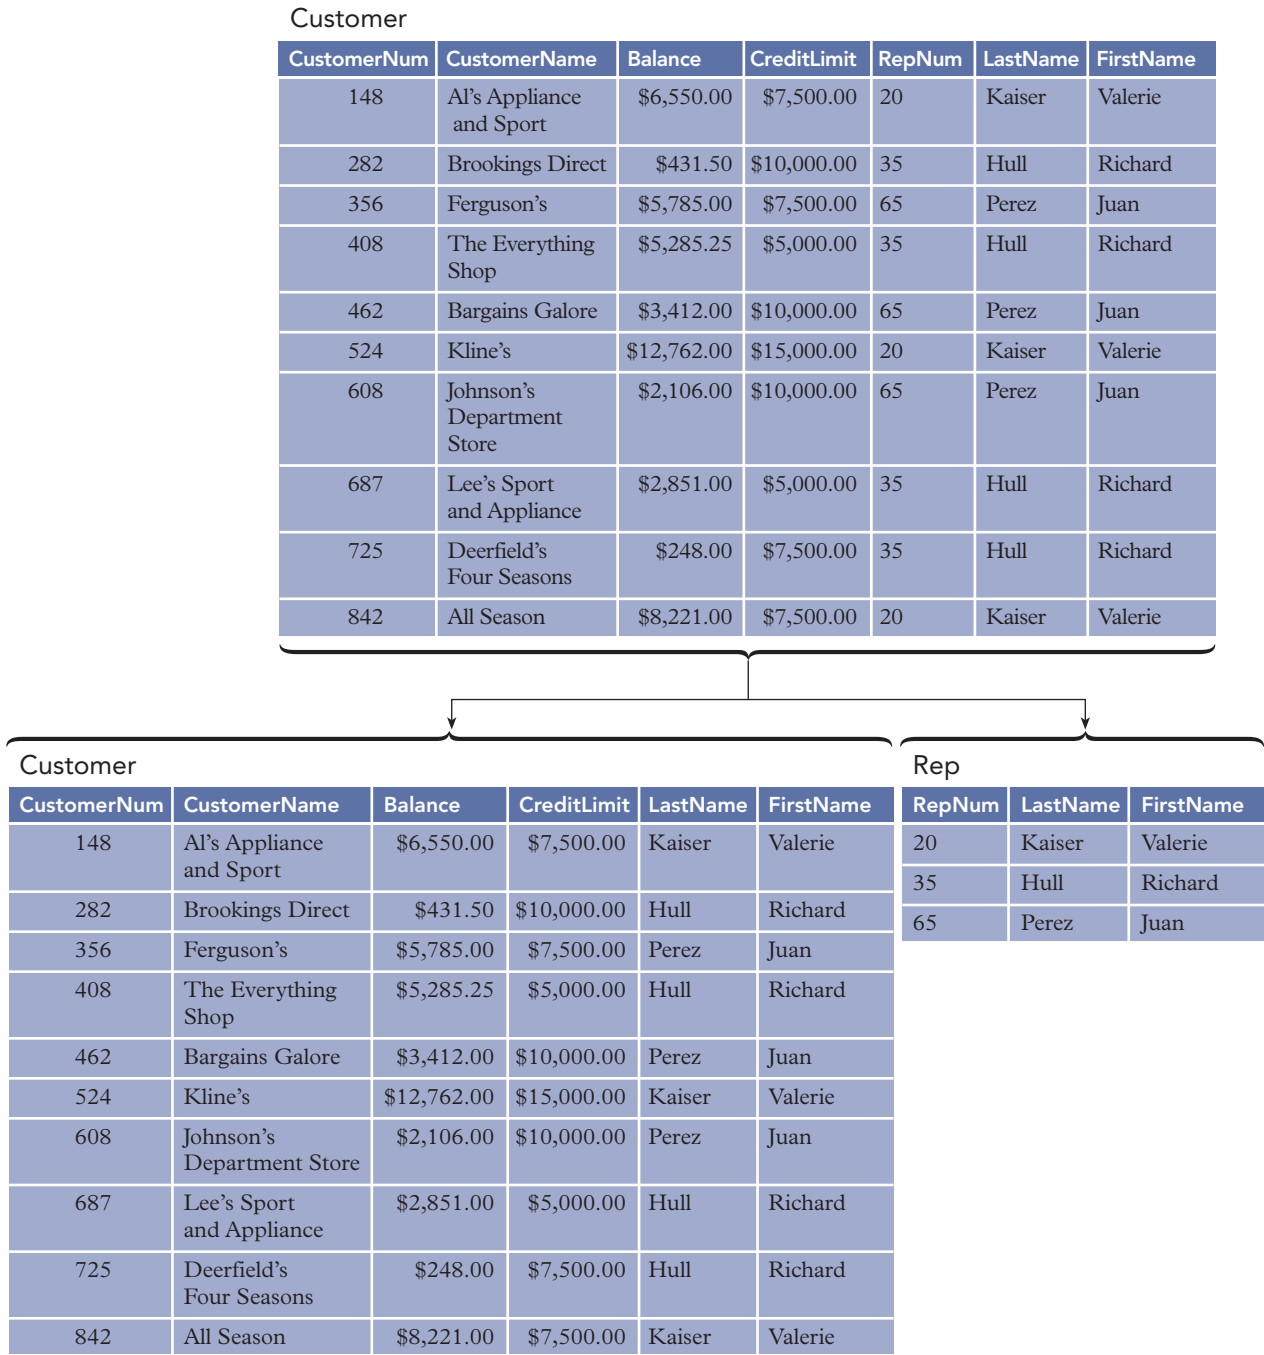 Customer
CustomerNum CustomerName Balance CreditLimit RepNum LastName FirstName
148 Al’s Appliance $6,550.00 $7,500.00 20 Kaiser Valerie
and Sport
282 Brookings Direct $431.50 $10,000.00 35 Hull Richard
356 Ferguson’s $5,785.00 $7,500.00 65 Perez Juan
408 The Everything $5,285.25 $5,000.00 35 Hull Richard
Shop
462 Bargains Galore $3,412.00 $10,000.00 65 Perez Juan
524 Kline’s $12,762.00 $15,000.00 20 Kaiser Valerie
608 Johnson’s $2,106.00 $10,000.00 65 Perez Juan
Department
Store
687 Lee’s Sport $2,851.00 $5,000.00 35 Hull Richard
and Appliance
725 Deerfield’s $248.00 $7,500.00 35 Hull Richard
Four Seasons
842 All Season $8,221.00 $7,500.00 20 Kaiser Valerie
Customer
CustomerNum CustomerName Balance CreditLimit LastName FirstName
148 Al’s Appliance $6,550.00 $7,500.00 Kaiser Valerie
and Sport
282 Brookings Direct $431.50 $10,000.00 Hull Richard
356 Ferguson’s $5,785.00 $7,500.00 Perez Juan
408 The Everything $5,285.25 $5,000.00 Hull Richard
Shop
462 Bargains Galore $3,412.00 $10,000.00 Perez Juan
524 Kline’s $12,762.00 $15,000.00 Kaiser Valerie
608 Johnson’s $2,106.00 $10,000.00 Perez Juan
Department Store
687 Lee’s Sport $2,851.00 $5,000.00 Hull Richard
and Appliance
725 Deerfield’s $248.00 $7,500.00 Hull Richard
Four Seasons
842 All Season $8,221.00 $7,500.00 Kaiser Valerie
Rep
RepNum LastName FirstName
20 Kaiser Valerie
35 Hull Richard
65 Perez Juan